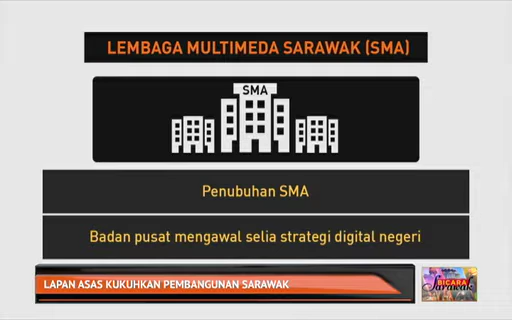 LEMBAGA MULTIMEDA SARAWAK (SMA)
SMA
Penubuhan SMA
Badan pusat mengawal selia strategi digital negeri
LAPAN ASAS KUKUHKAN PEMBANGUNAN SARAWAK
BICARA
Sarawak